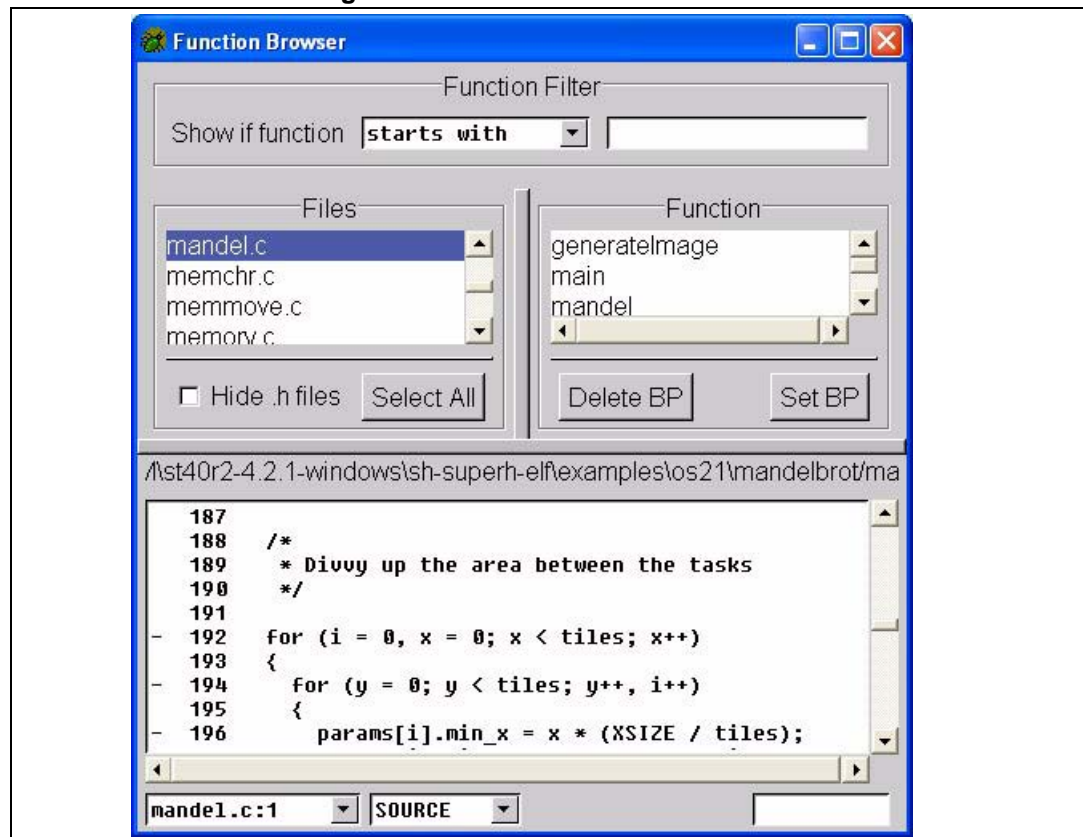 Function Browser
Function Filter
Show if function starts with
Files
Function
mandel.c
memchr.c
memmove.c
memory.c
generateImage
main
mandel
Hide .h files Select All
Delete BP Set BP
/l\st40r2-4.2.1-windows\sh-superh-elf\examples\os21\mandelbrot/ma
187
188 /*
189 * Divvy up the area between the tasks
190 */
191
- 192 for (i = 0, x = 0; x < tiles; x++)
193 {
- 194 for (y = 0; y < tiles; y++, i++)
195 {
- 196 params[i].min_x = x * (XSIZE / tiles);
mandel.c:1 SOURCE